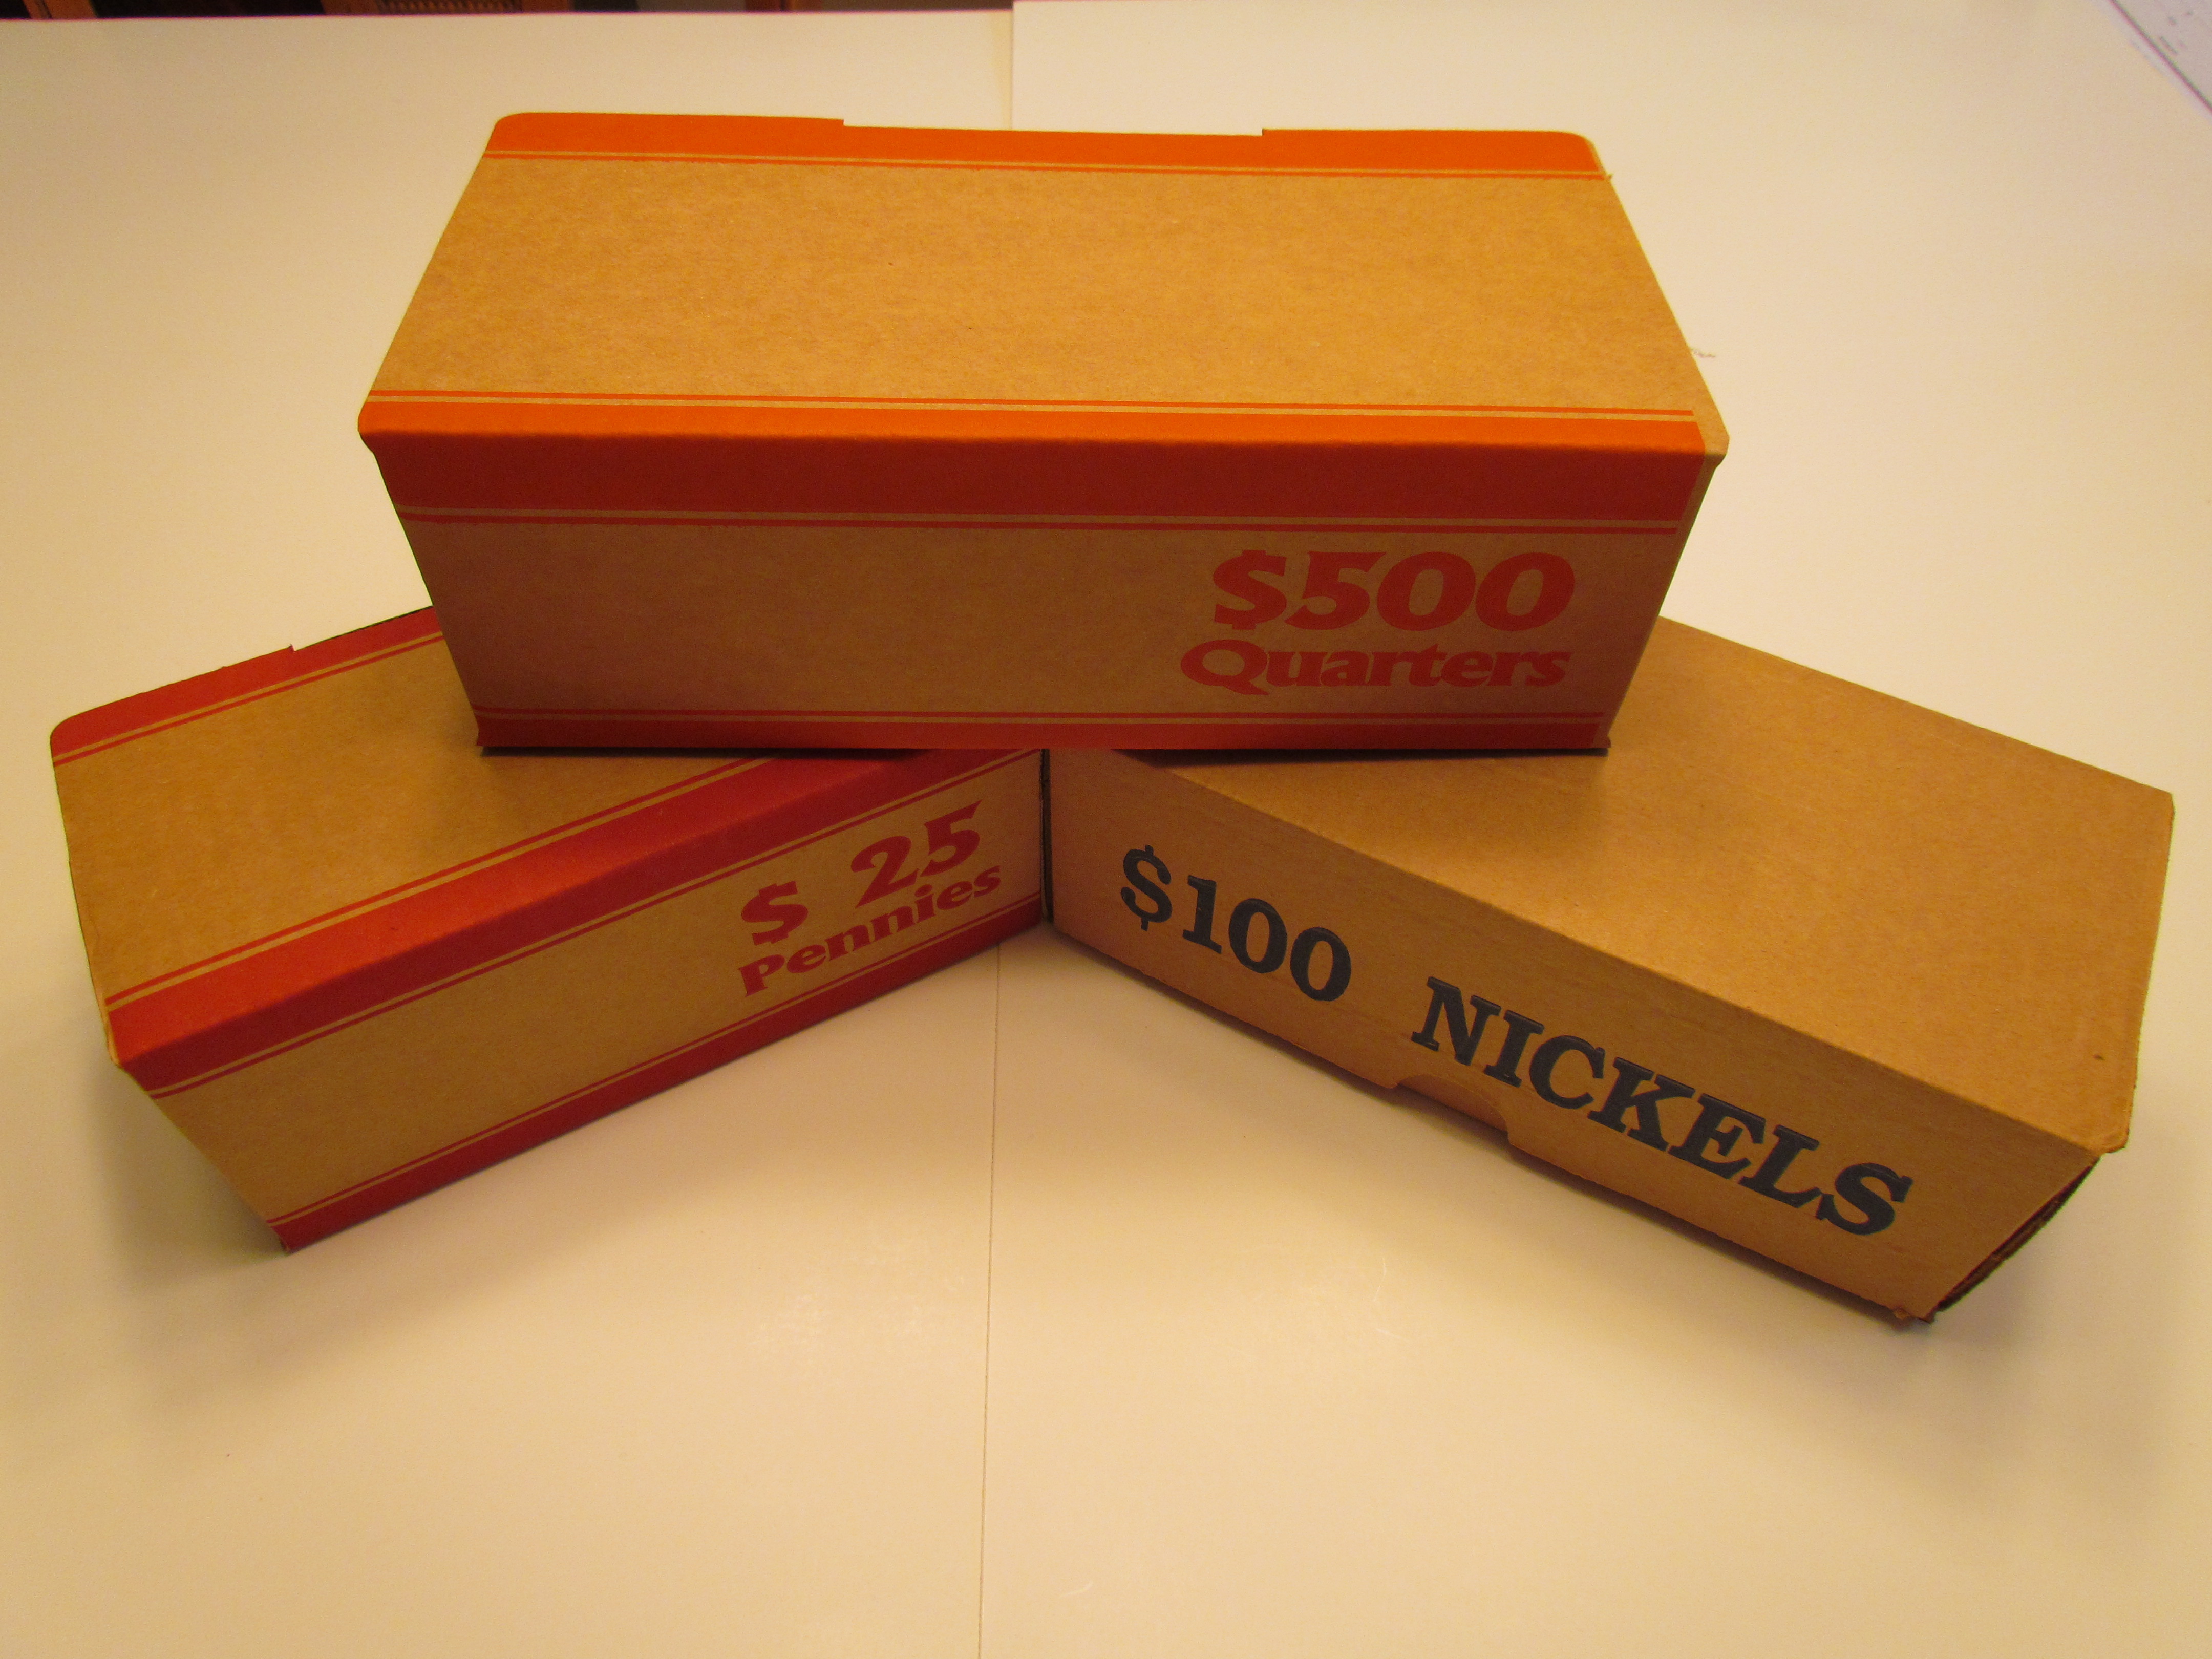 $500
Quarters
$ 25
Pennies
$100 NICKELS